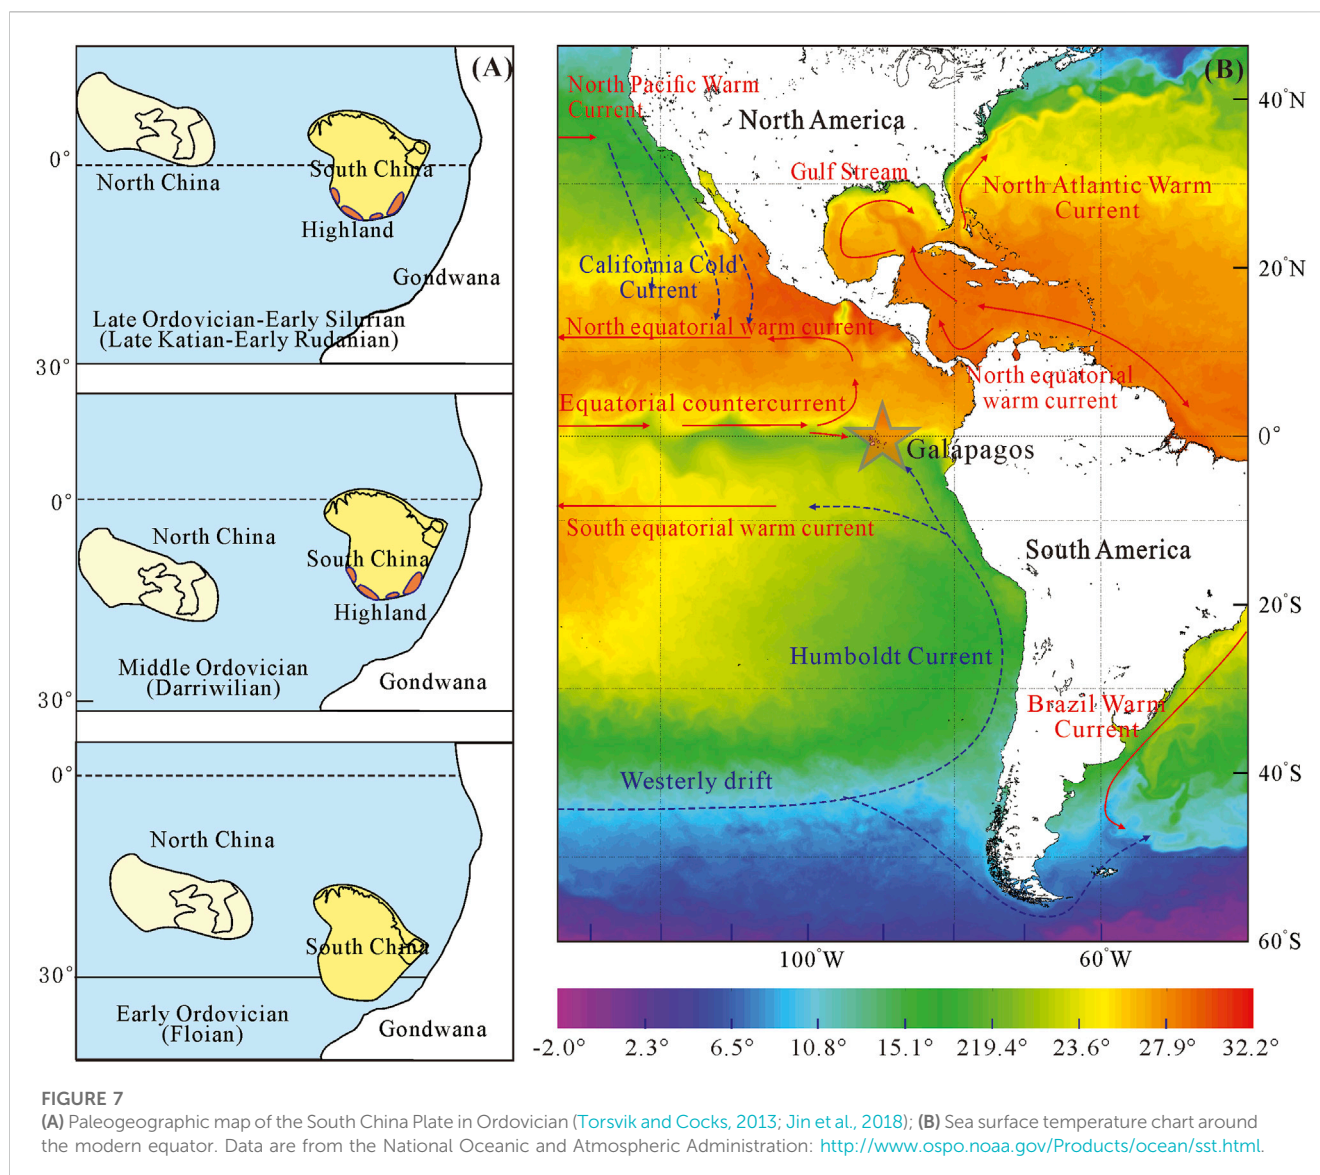 (A)
0°
North China
South China
Highland
Gondwana
Late Ordovician-Early Silurian
(Late Katian-Early Rudanian)
30°
0°
North China
South China
Highland
Middle Ordovician
(Darriwilian)
Gondwana
30°
0°
North China
South China
30°
Early Ordovician
(Floian)
Gondwana
(B)
North Pacific Warm
Current
North America
40°N
Gulf Stream
North Atlantic Warm
Current
California Cold
Current
20°N
North equatorial warm current
North equatorial
warm current
Equatorial countercurrent
0°
Galápagos
South equatorial warm current
South America
20°S
Humboldt Current
Brazil Warm
Current
Westerly drift
40°S
60°S
100°W
60°W
-2.0°
2.3°
6.5°
10.8°
15.1°
219.4°
23.6°
27.9°
32.2°
FIGURE 7
(A) Paleogeographic map of the South China Plate in Ordovician (Torsvik and Cocks, 2013; Jin et al., 2018); (B) Sea surface temperature chart around
the modern equator. Data are from the National Oceanic and Atmospheric Administration: http://www.ospo.noaa.gov/Products/ocean/sst.html.